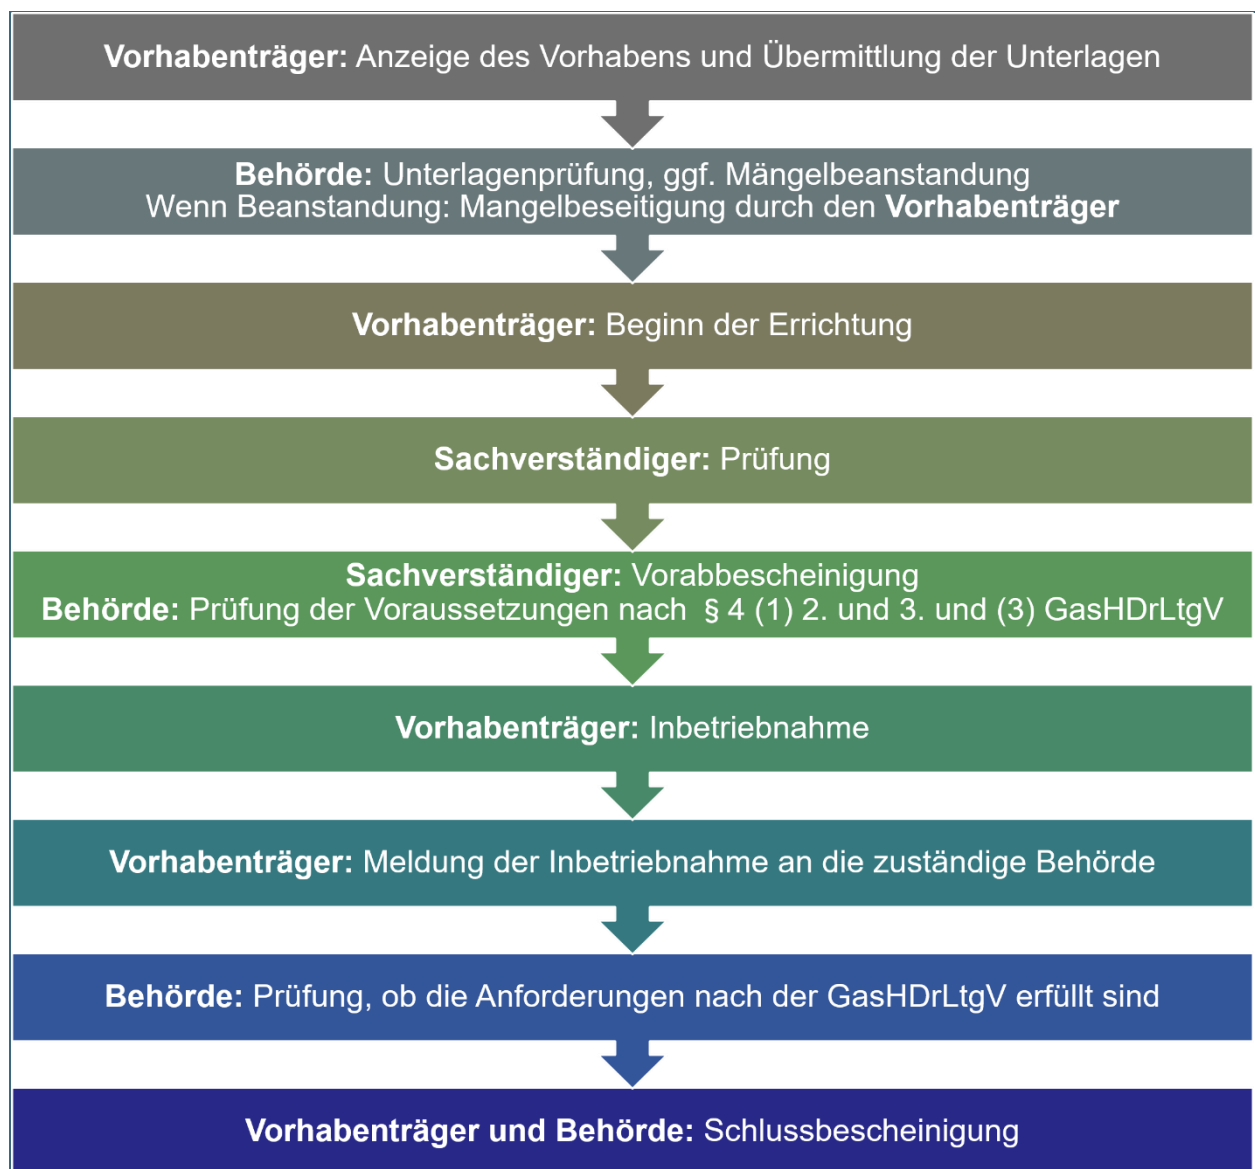 Vorhabenträger: Anzeige des Vorhabens und Übermittlung der Unterlagen
Behörde: Unterlagenprüfung, ggf. Mängelbeanstandung
Wenn Beanstandung: Mangelbeseitigung durch den Vorhabenträger
Vorhabenträger: Beginn der Errichtung
Sachverständiger: Prüfung
Sachverständiger: Vorabbescheinigung
Behörde: Prüfung der Voraussetzungen nach § 4 (1) 2. und 3. und (3) GasHDrLtgV
Vorhabenträger: Inbetriebnahme
Vorhabenträger: Meldung der Inbetriebnahme an die zuständige Behörde
Behörde: Prüfung, ob die Anforderungen nach der GasHDrLtgV erfüllt sind
Vorhabenträger und Behörde: Schlussbescheinigung